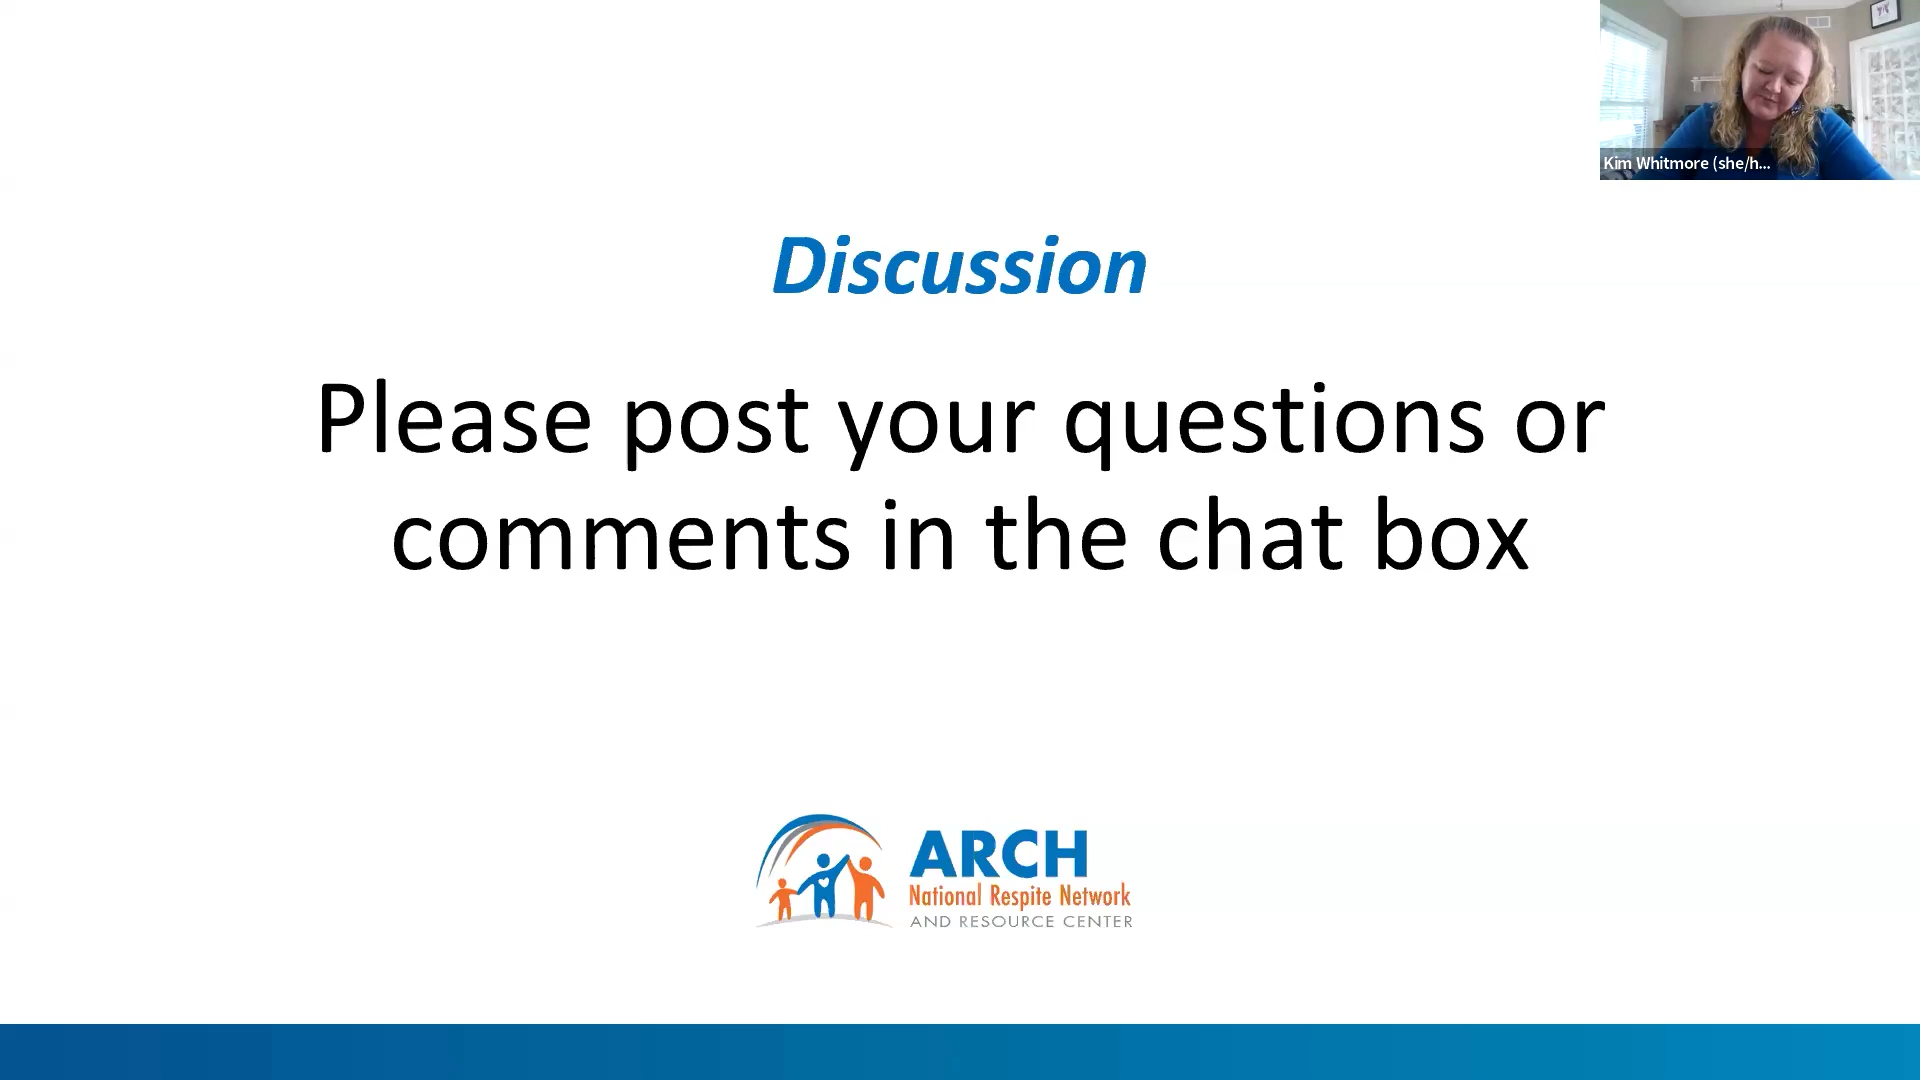 Kim Whitmore (she/h...
Discussion
Please post your questions or
comments in the chat box
ARCH
National Respite Network
AND RESOURCE CENTER